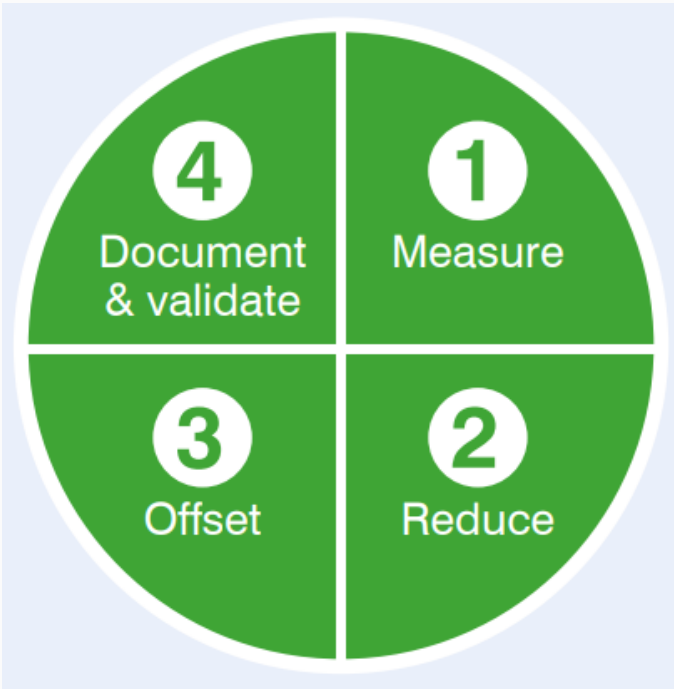 1
Measure
2
Reduce
3
Offset
4
Document
& validate